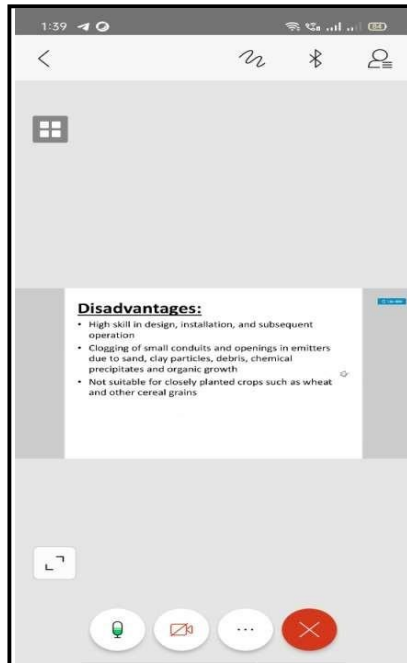 1:39
Disadvantages:
• High skill in design, installation, and subsequent
operation
• Clogging of small conduits and openings in emitters
due to sand, clay particles, debris, chemical
precipitates and organic growth
• Not suitable for closely planted crops such as wheat
and other cereal grains